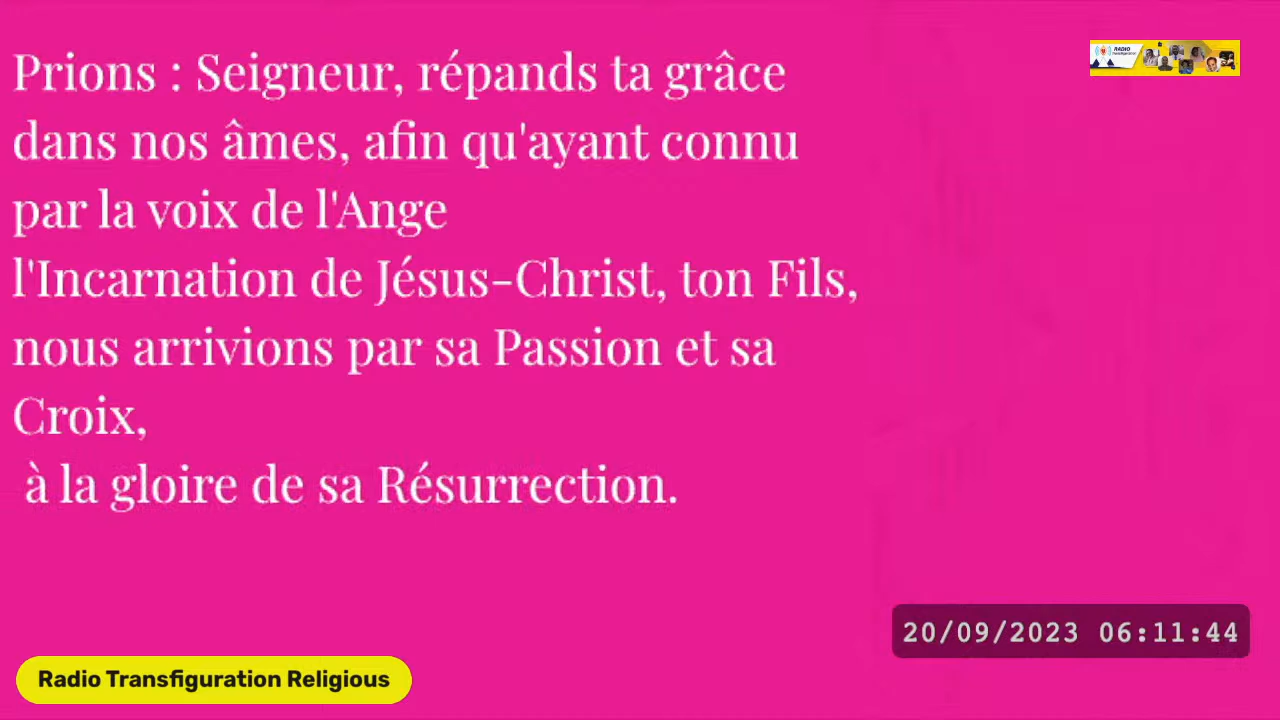 Prions : Seigneur, répands ta grâce
dans nos âmes, afin qu'ayant connu
par la voix de l'Ange
l'Incarnation de Jésus-Christ, ton Fils,
nous arrivions par sa Passion et sa
Croix,
à la gloire de sa Résurrection.
RADIO
20/09/2023 06:11:44
Radio Transfiguration Religious